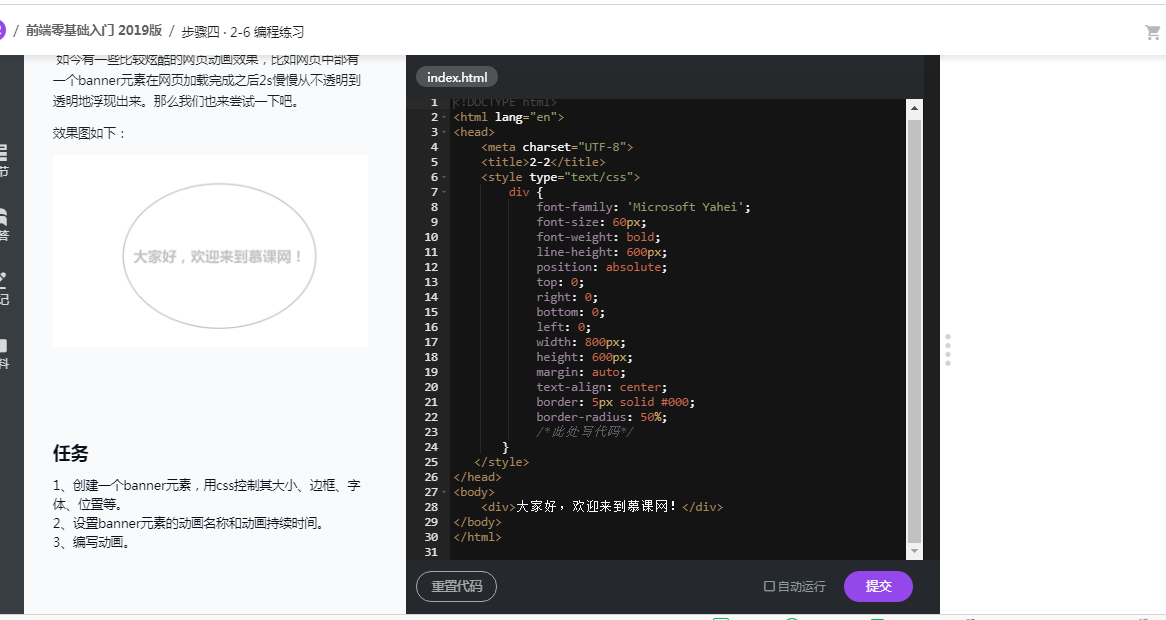 / 前端零基础入门 2019版 / 步骤四 · 2-6 编程练习
如今有一些比较炫酷的网页动画效果，比如网页中部有
一个banner元素在网页加载完成之后2s慢慢从不透明到
透明地浮现出来。那么我们也来尝试一下吧。
效果图如下：
大家好，欢迎来到慕课网！
任务
1、创建一个banner元素，用css控制其大小、边框、字
体、位置等。
2、设置banner元素的动画名称和动画持续时间。
3、编写动画。
节
答
记
料
index.html
1 <!DOCTYPE html>
2 <html lang="en">
3 <head>
4 <meta charset="UTF-8">
5 <title>2-2</title>
6 <style type="text/css">
7 div {
8 font-family: 'Microsoft Yahei';
9 font-size: 60px;
10 font-weight: bold;
11 line-height: 600px;
12 position: absolute;
13 top: 0;
14 right: 0;
15 bottom: 0;
16 left: 0;
17 width: 800px;
18 height: 600px;
19 margin: auto;
20 text-align: center;
21 border: 5px solid #000;
22 border-radius: 50%;
23 /*此处写代码*/
24 }
25 </style>
26 </head>
27 <body>
28 <div>大家好，欢迎来到慕课网！</div>
29 </body>
30 </html>
31
重置代码
自动运行
提交